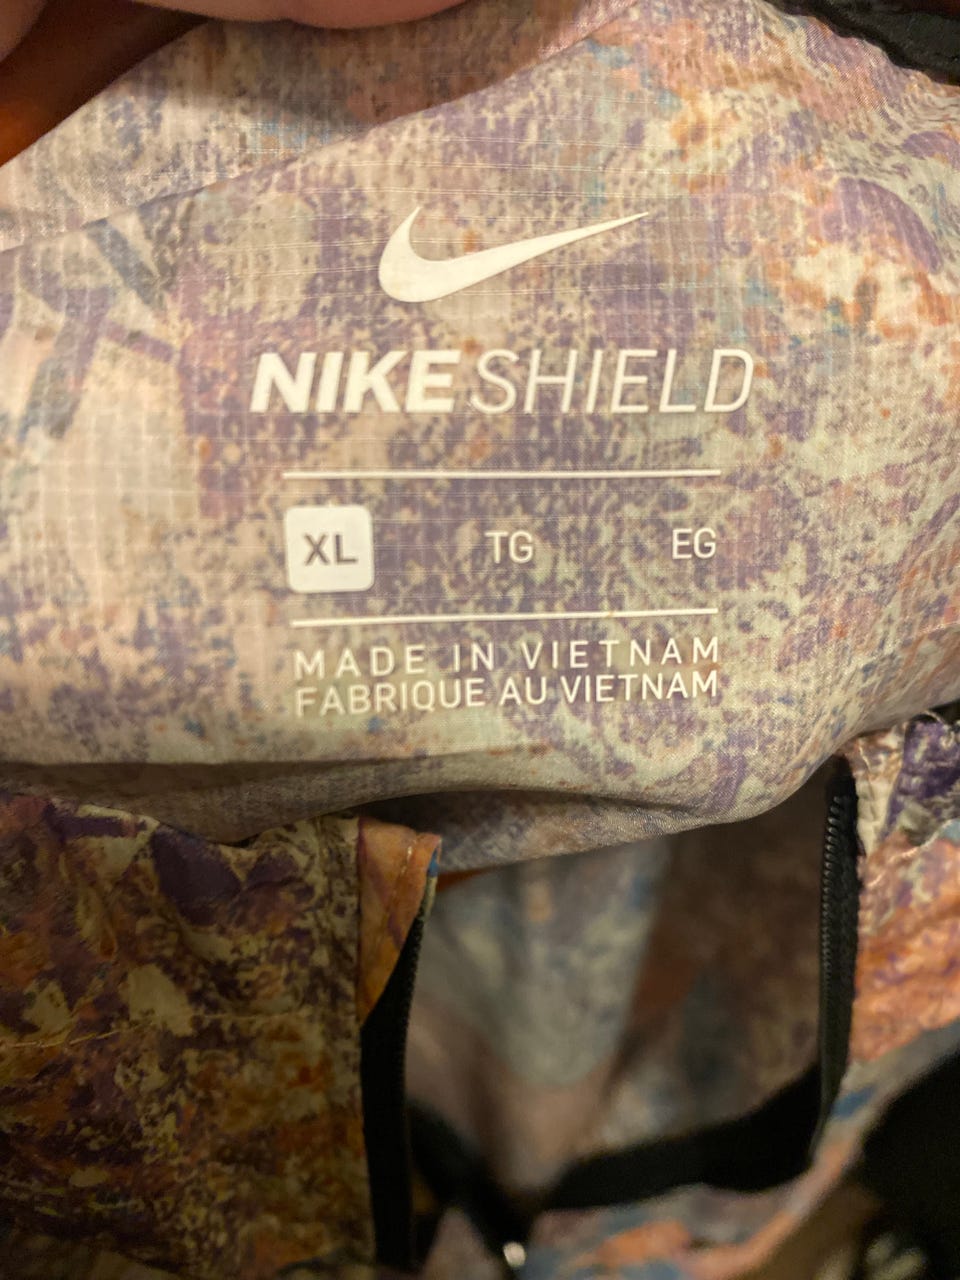 NIKE SHIELD
XL TG EG
MADE IN VIETNAM
FABRIQUE AU VIETNAM